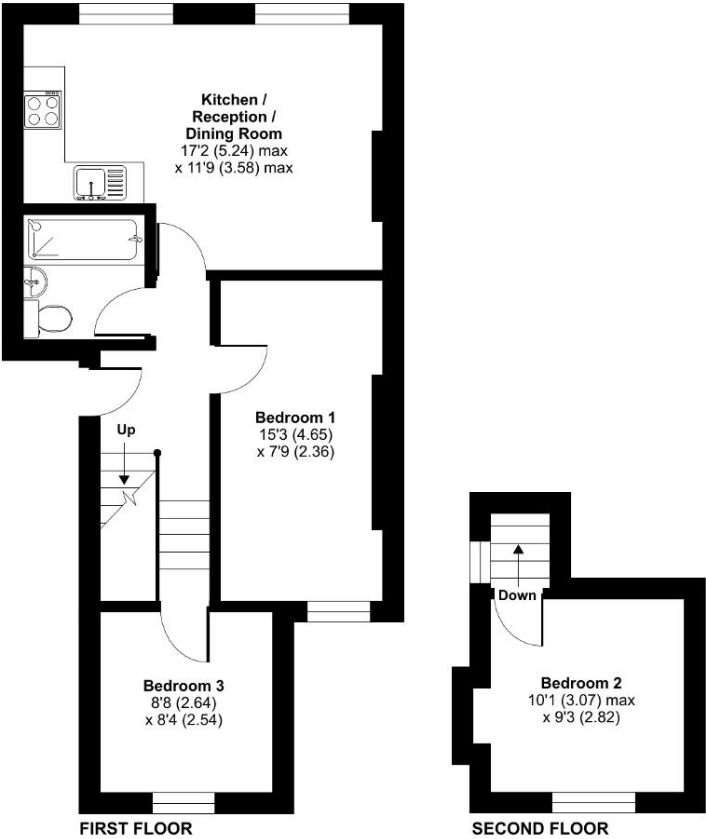 Kitchen /
Reception /
Dining Room
17'2 (5.24) max
x 11'9 (3.58) max
Bedroom 1
15'3 (4.65)
x 7'9 (2.36)
Up
Bedroom 3
8'8 (2.64)
x 8'4 (2.54)
FIRST FLOOR
Down
Bedroom 2
10'1 (3.07) max
x 9'3 (2.82)
SECOND FLOOR